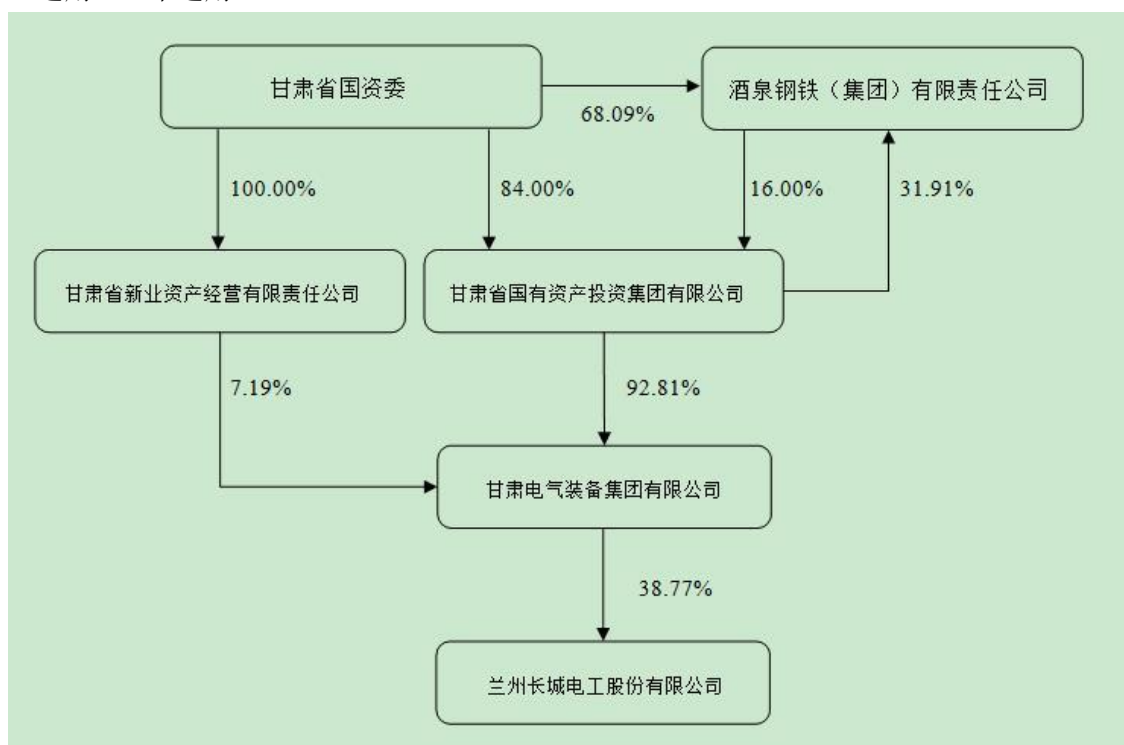 甘肃省国资委
酒泉钢铁（集团）有限责任公司
68.09%
100.00%
84.00%
16.00%
31.91%
甘肃省新业资产经营有限责任公司
甘肃省国有资产投资集团有限公司
7.19%
92.81%
甘肃电气装备集团有限公司
38.77%
兰州长城电工股份有限公司